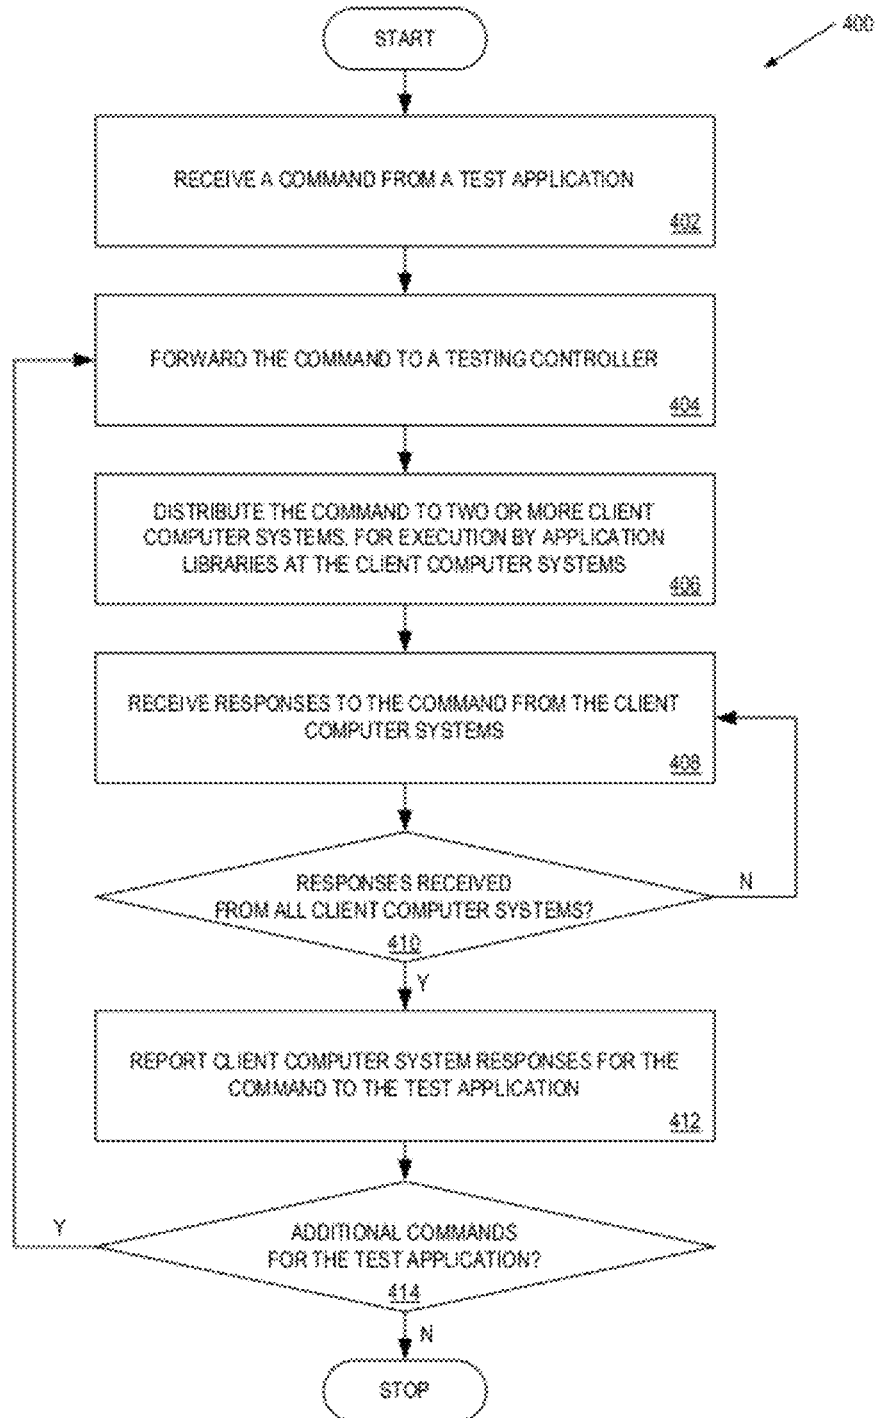 START
400
RECEIVE A COMMAND FROM A TEST APPLICATION
402
FORWARD THE COMMAND TO A TESTING CONTROLLER
404
DISTRIBUTE THE COMMAND TO TWO OR MORE CLIENT
COMPUTER SYSTEMS, FOR EXECUTION BY APPLICATION
LIBRARIES AT THE CLIENT COMPUTER SYSTEMS
406
RECEIVE RESPONSES TO THE COMMAND FROM THE CLIENT
COMPUTER SYSTEMS
408
RESPONSES RECEIVED
FROM ALL CLIENT COMPUTER SYSTEMS?
410
N
Y
REPORT CLIENT COMPUTER SYSTEM RESPONSES FOR THE
COMMAND TO THE TEST APPLICATION
412
Y
ADDITIONAL COMMANDS
FOR THE TEST APPLICATION?
414
N
STOP